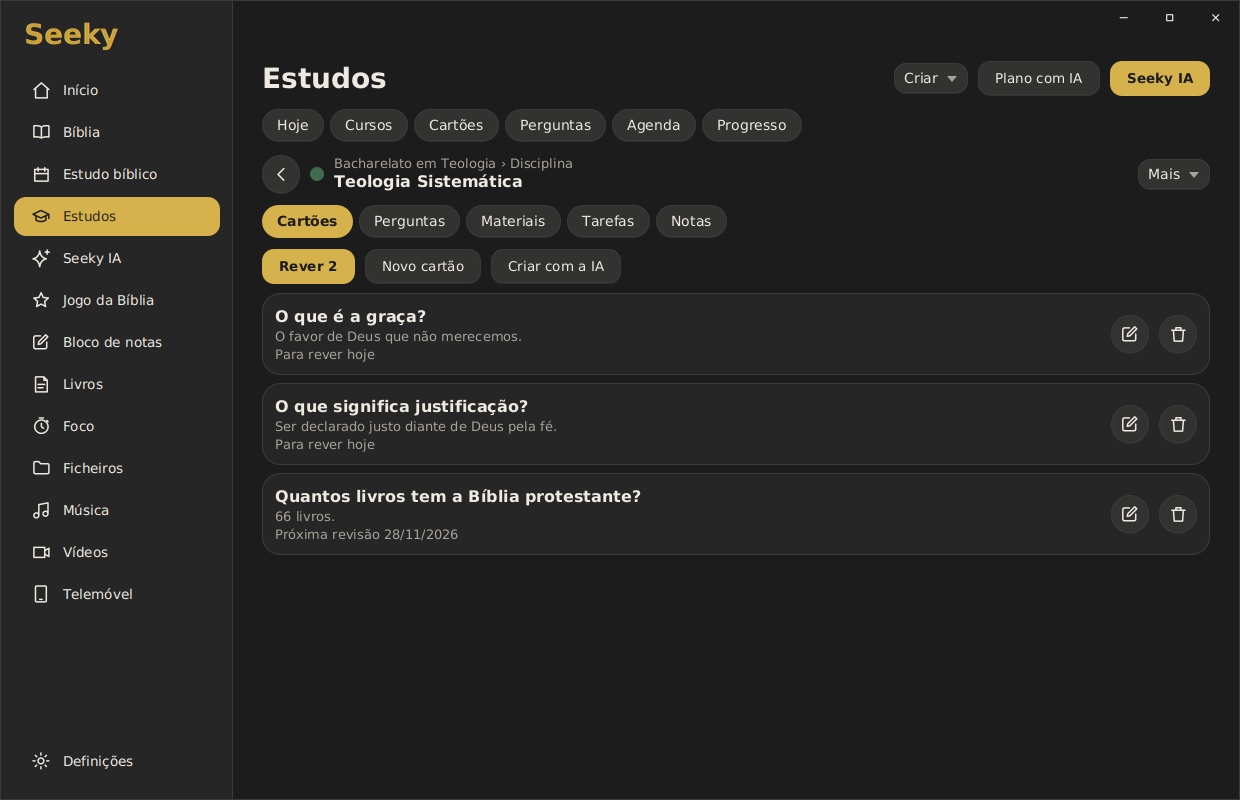 Seeky
Início
Bíblia
Estudo bíblico
Estudos
Seeky IA
Jogo da Bíblia
Bloco de notas
Livros
Foco
Ficheiros
Música
Vídeos
Telemóvel
Definições
Estudos
Criar
Plano com IA
Seeky IA
Hoje
Cursos
Cartões
Perguntas
Agenda
Progresso
Bacharelato em Teologia › Disciplina
Teologia Sistemática
Mais
Cartões
Perguntas
Materiais
Tarefas
Notas
Rever 2
Novo cartão
Criar com a IA
O que é a graça?
O favor de Deus que não merecemos.
Para rever hoje
O que significa justificação?
Ser declarado justo diante de Deus pela fé.
Para rever hoje
Quantos livros tem a Bíblia protestante?
66 livros.
Próxima revisão 28/11/2026